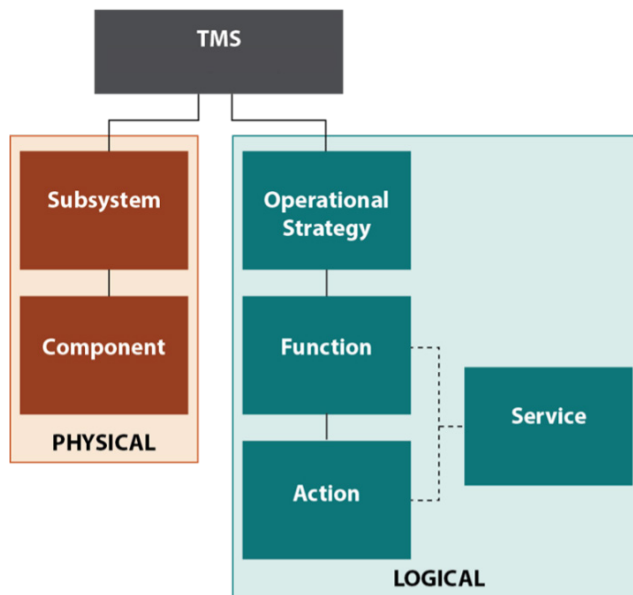 TMS
Subsystem
Component
PHYSICAL
Operational
Strategy
Function
Action
Service
LOGICAL